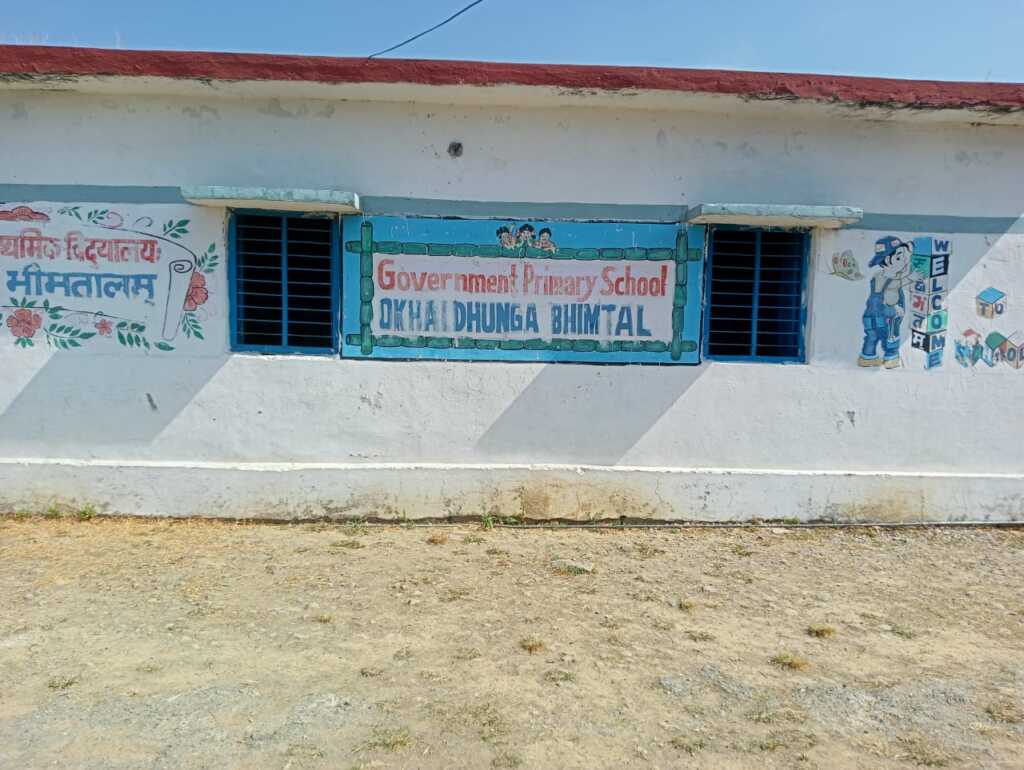 थमिक विद्यालय
भीमतालम्
Government Primary School
OKHALDHUNGA BHIMTAL
WELCOME